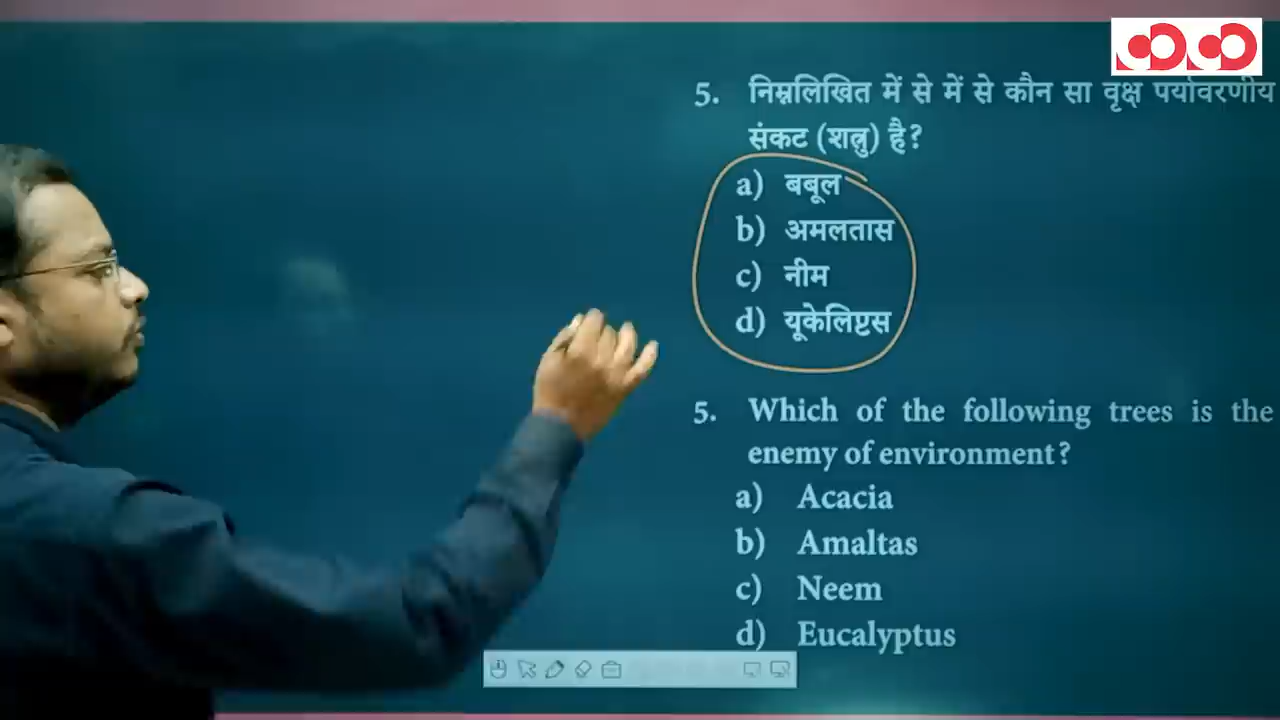 5. निम्नलिखित में से में से कौन सा वृक्ष पर्यावरणीय
संकट (शत्रु) है?
a) बबूल
b) अमलतास
c) नीम
d) यूकेलिप्टस
5. Which of the following trees is the
enemy of environment?
a) Acacia
b) Amaltas
c) Neem
d) Eucalyptus